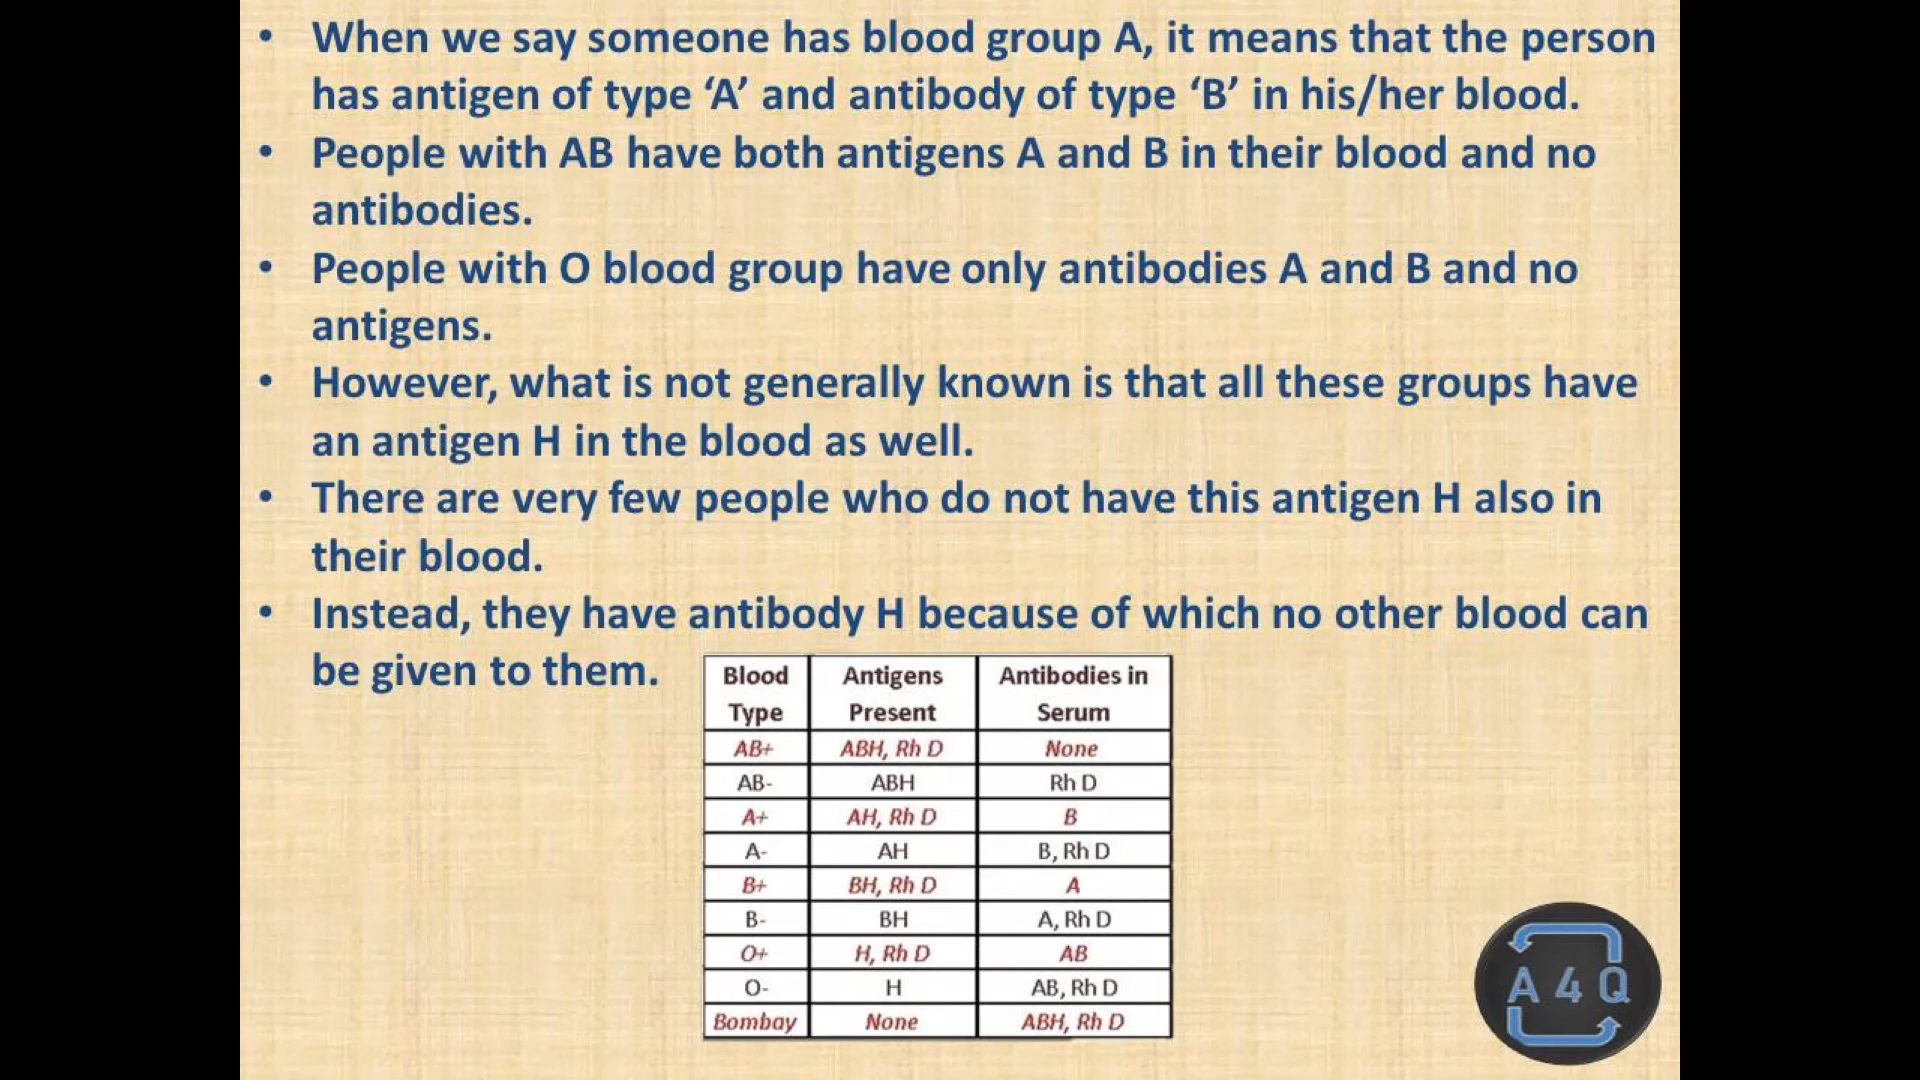 • When we say someone has blood group A, it means that the person
has antigen of type ‘A’ and antibody of type ‘B’ in his/her blood.
• People with AB have both antigens A and B in their blood and no
antibodies.
• People with O blood group have only antibodies A and B and no
antigens.
• However, what is not generally known is that all these groups have
an antigen H in the blood as well.
• There are very few people who do not have this antigen H also in
their blood.
• Instead, they have antibody H because of which no other blood can
be given to them.
Blood Type | Antigens Present | Antibodies in Serum
AB+ | ABH, Rh D | None
AB- | ABH | Rh D
A+ | AH, Rh D | B
A- | AH | B, Rh D
B+ | BH, Rh D | A
B- | BH | A, Rh D
O+ | H, Rh D | AB
O- | H | AB, Rh D
Bombay | None | ABH, Rh D
A 4 Q